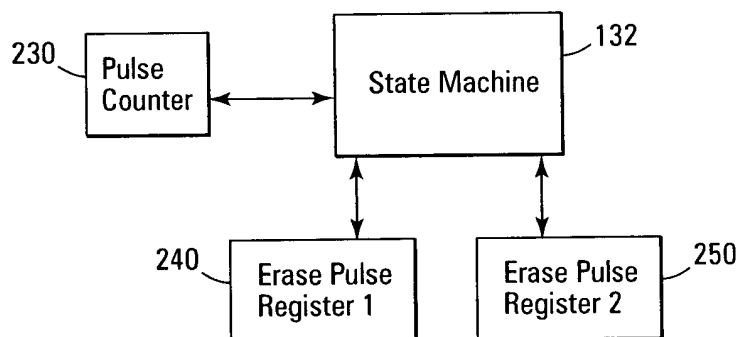 230
Pulse
Counter
State Machine
132
240
Erase Pulse
Register 1
Erase Pulse
Register 2
250